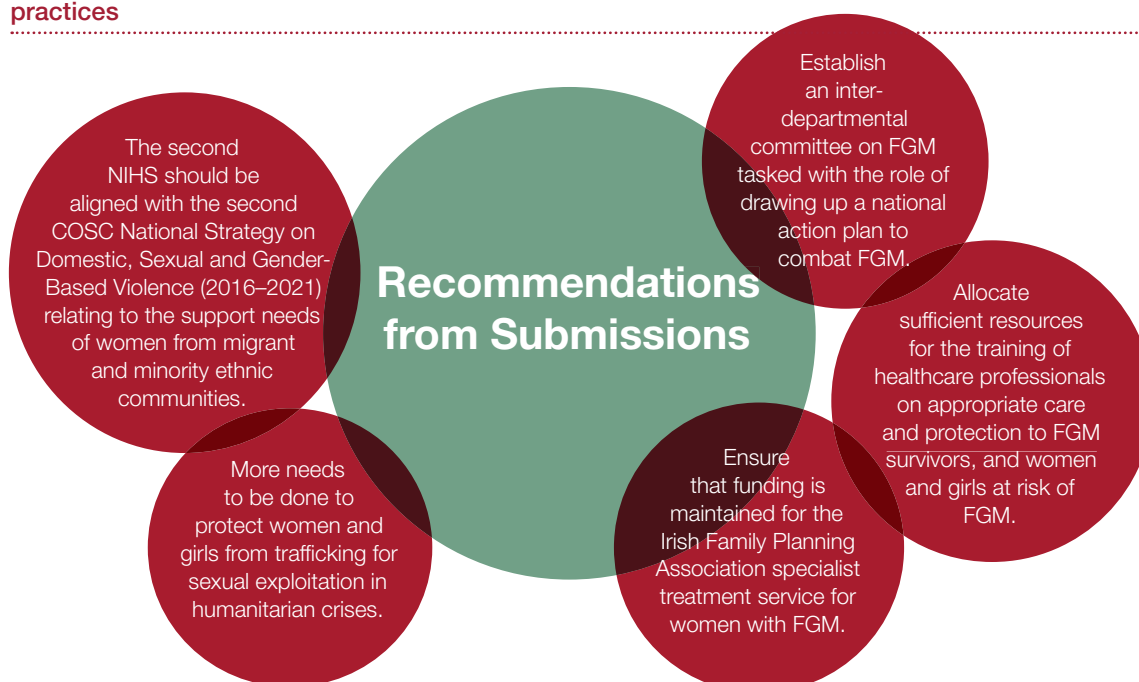 practices
The second
NIHS should be
aligned with the second
COSC National Strategy on
Domestic, Sexual and Gender-
Based Violence (2016–2021)
relating to the support needs
of women from migrant
and minority ethnic
communities.
More needs
to be done to
protect women and
girls from trafficking for
sexual exploitation in
humanitarian crises.
Recommendations
from Submissions
Establish
an inter-
departmental
committee on FGM
tasked with the role of
drawing up a national
action plan to
combat FGM.
Allocate
sufficient resources
for the training of
healthcare professionals
on appropriate care
and protection to FGM
survivors, and women
and girls at risk of
FGM.
Ensure
that funding is
maintained for the
Irish Family Planning
Association specialist
treatment service for
women with FGM.